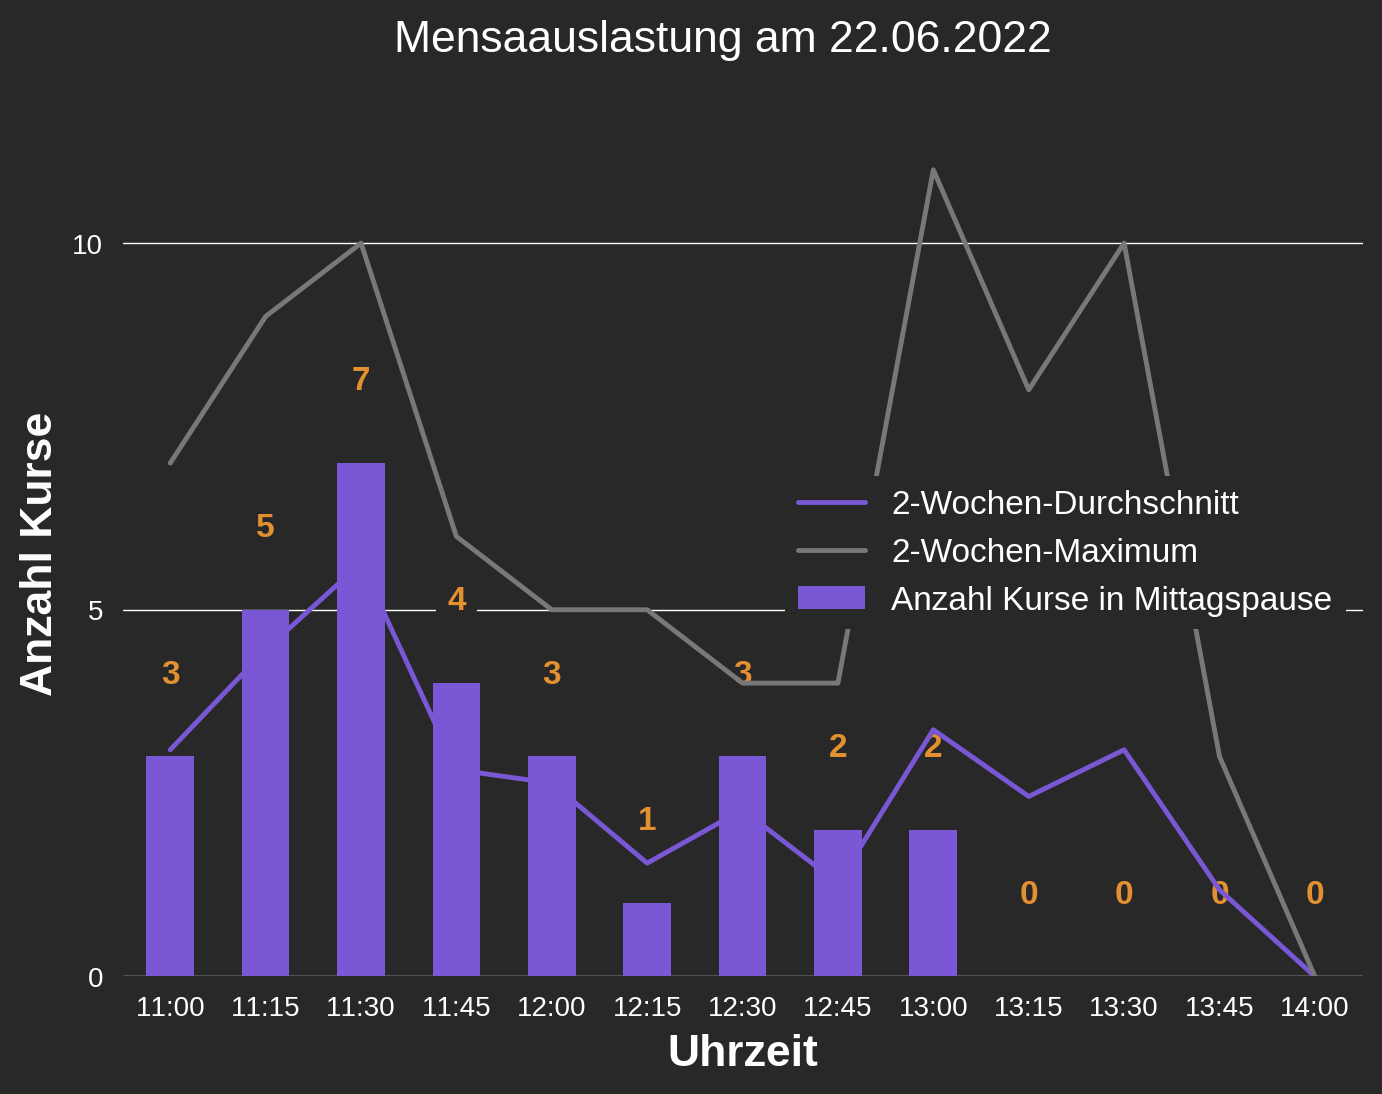 Mensaauslastung am 22.06.2022
Anzahl Kurse
10
5
0
7
5
4
3
3
3
2
2
1
0
0
0
0
2-Wochen-Durchschnitt
2-Wochen-Maximum
Anzahl Kurse in Mittagspause
11:00 11:15 11:30 11:45 12:00 12:15 12:30 12:45 13:00 13:15 13:30 13:45 14:00
Uhrzeit